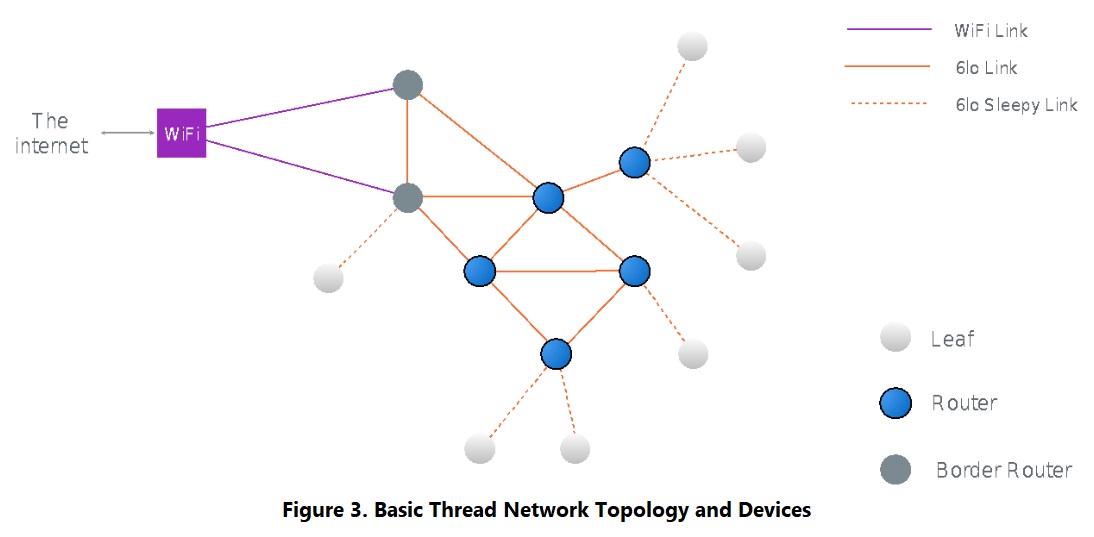 The
internet
WiFi
WiFi Link
6lo Link
6lo Sleepy Link
Leaf
Router
Border Router
Figure 3. Basic Thread Network Topology and Devices